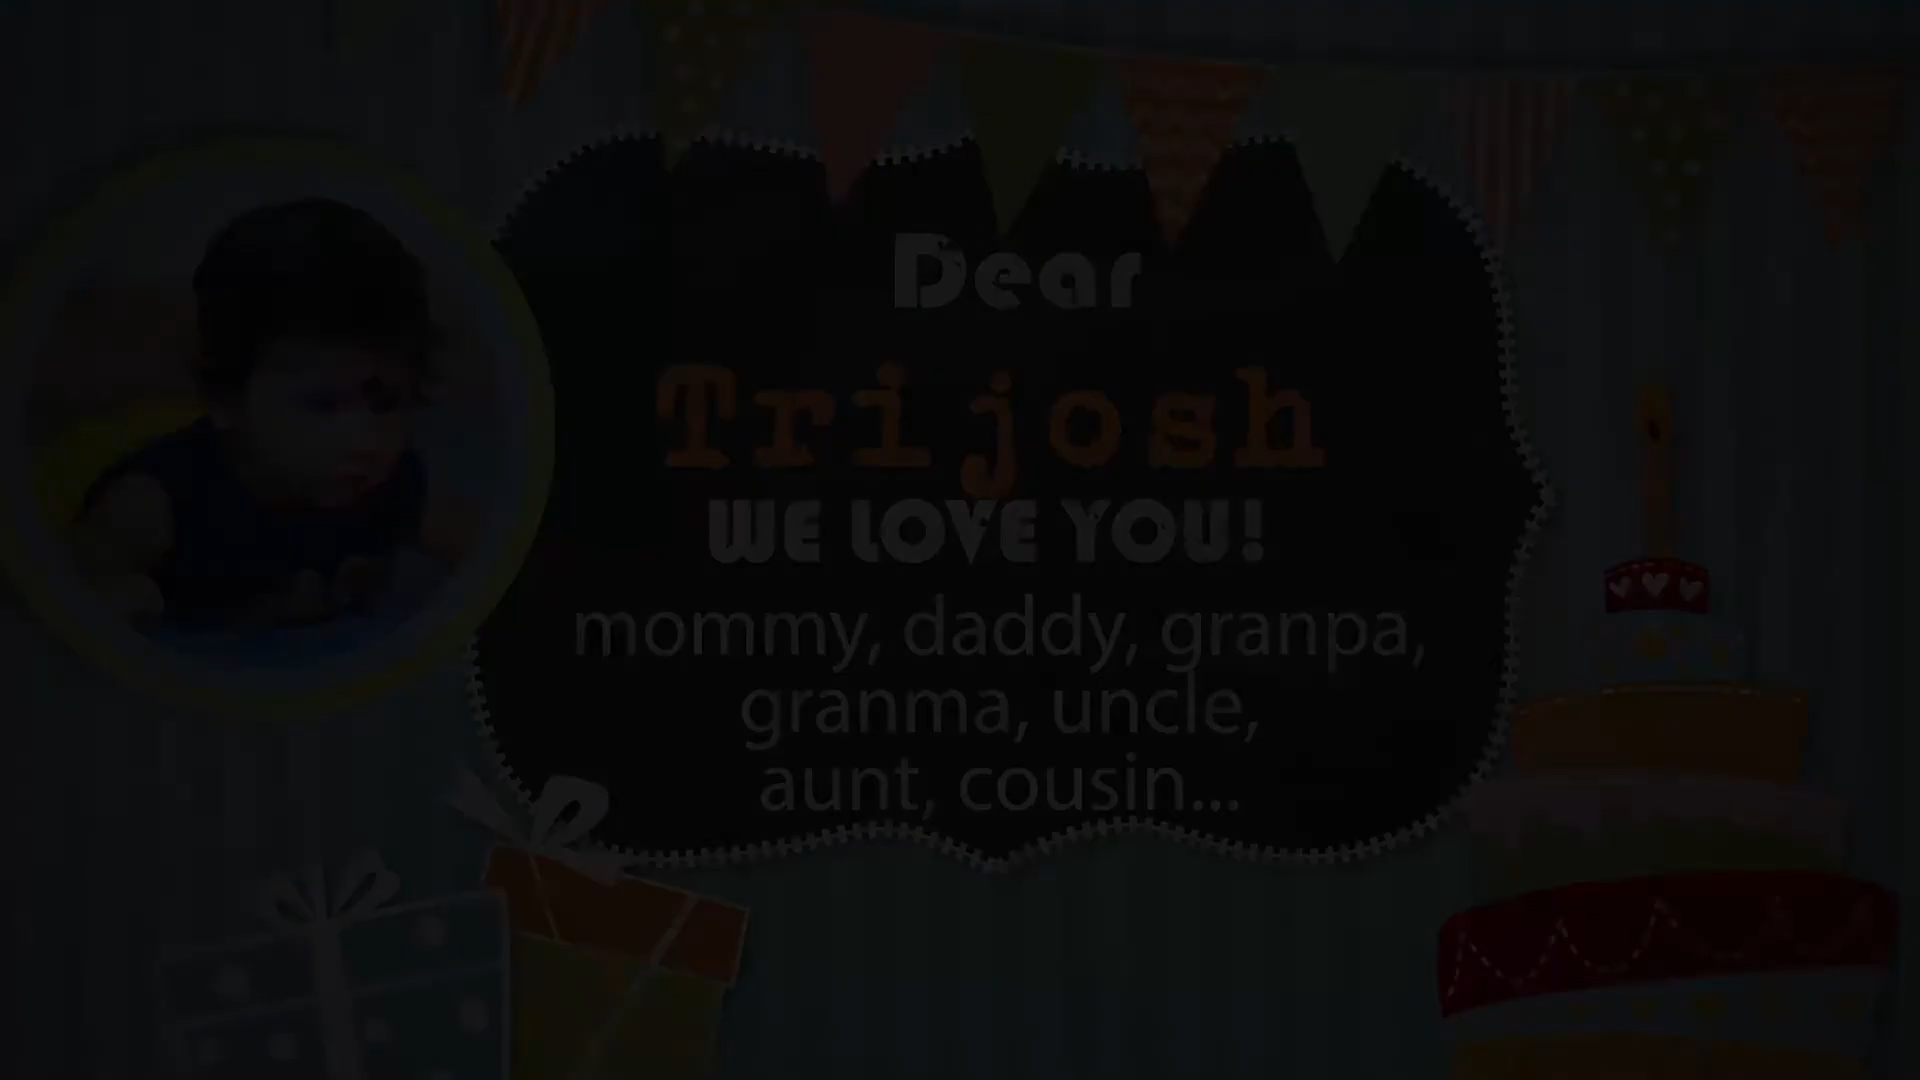 Dear
Trijosh
WE LOVE YOU!
mommy, daddy, granpa,
granma, uncle,
aunt, cousin...